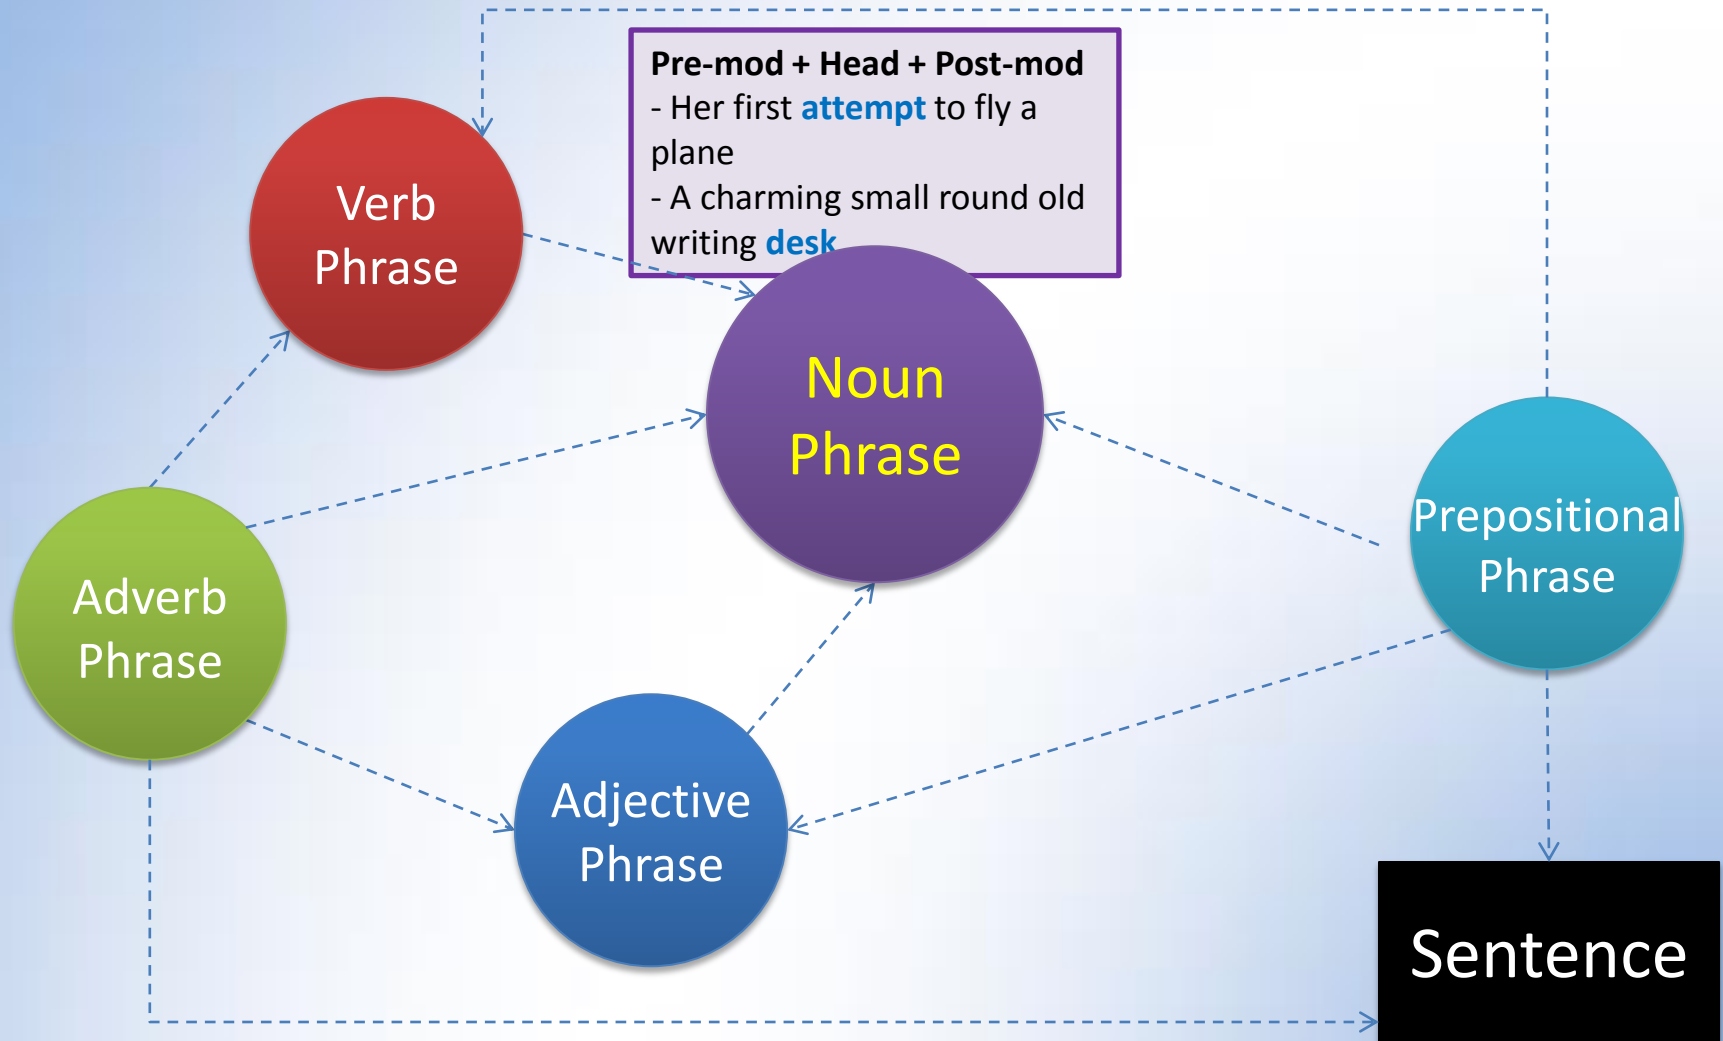 Pre-mod + Head + Post-mod
- Her first attempt to fly a
plane
- A charming small round old
writing desk
Verb
Phrase
Noun
Phrase
Prepositional
Phrase
Adverb
Phrase
Adjective
Phrase
Sentence